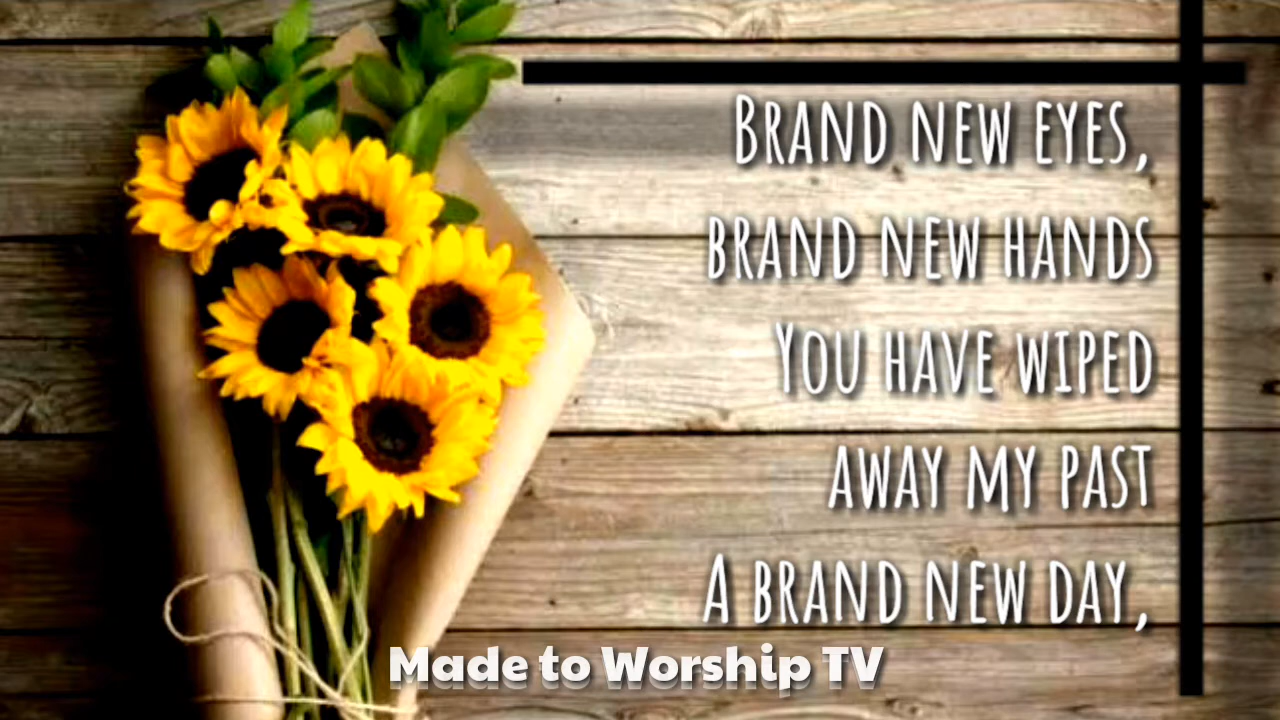 Brand new eyes,
brand new hands
You have wiped
away my past
A brand new day,
Made to Worship TV